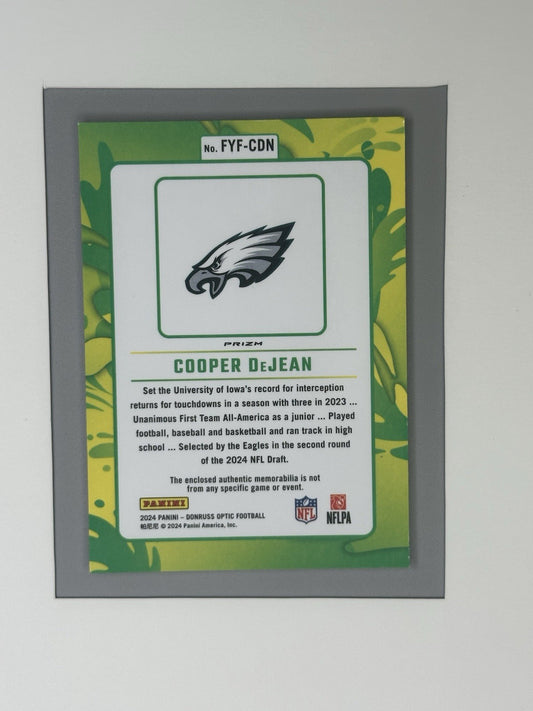 No. FYF-CDN
PRIZM
COOPER DEJEAN
Set the University of Iowa's record for interception
returns for touchdowns in a season with three in 2023 ...
Unanimous First Team All-America as a junior ... Played
football, baseball and basketball and ran track in high
school ... Selected by the Eagles in the second round
of the 2024 NFL Draft.
The enclosed authentic memorabilia is not
from any specific game or event.
PANINI
2024 PANINI – DONRUSS OPTIC FOOTBALL
帕尼尼 © 2024 Panini America, Inc.
NFL
NFLPA